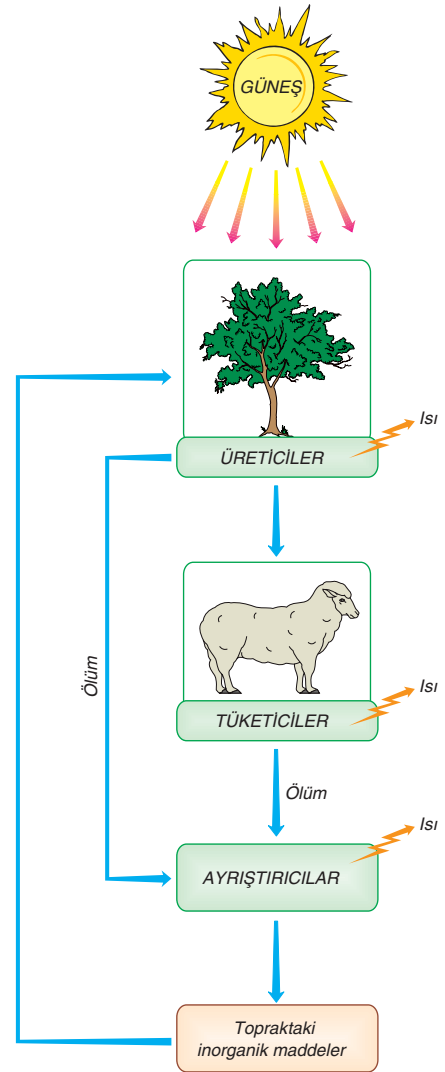 GÜNEŞ
Isı
ÜRETİCİLER
Ölüm
Isı
TÜKETİCİLER
Ölüm
Isı
AYRIŞTIRICILAR
Topraktaki
inorganik maddeler